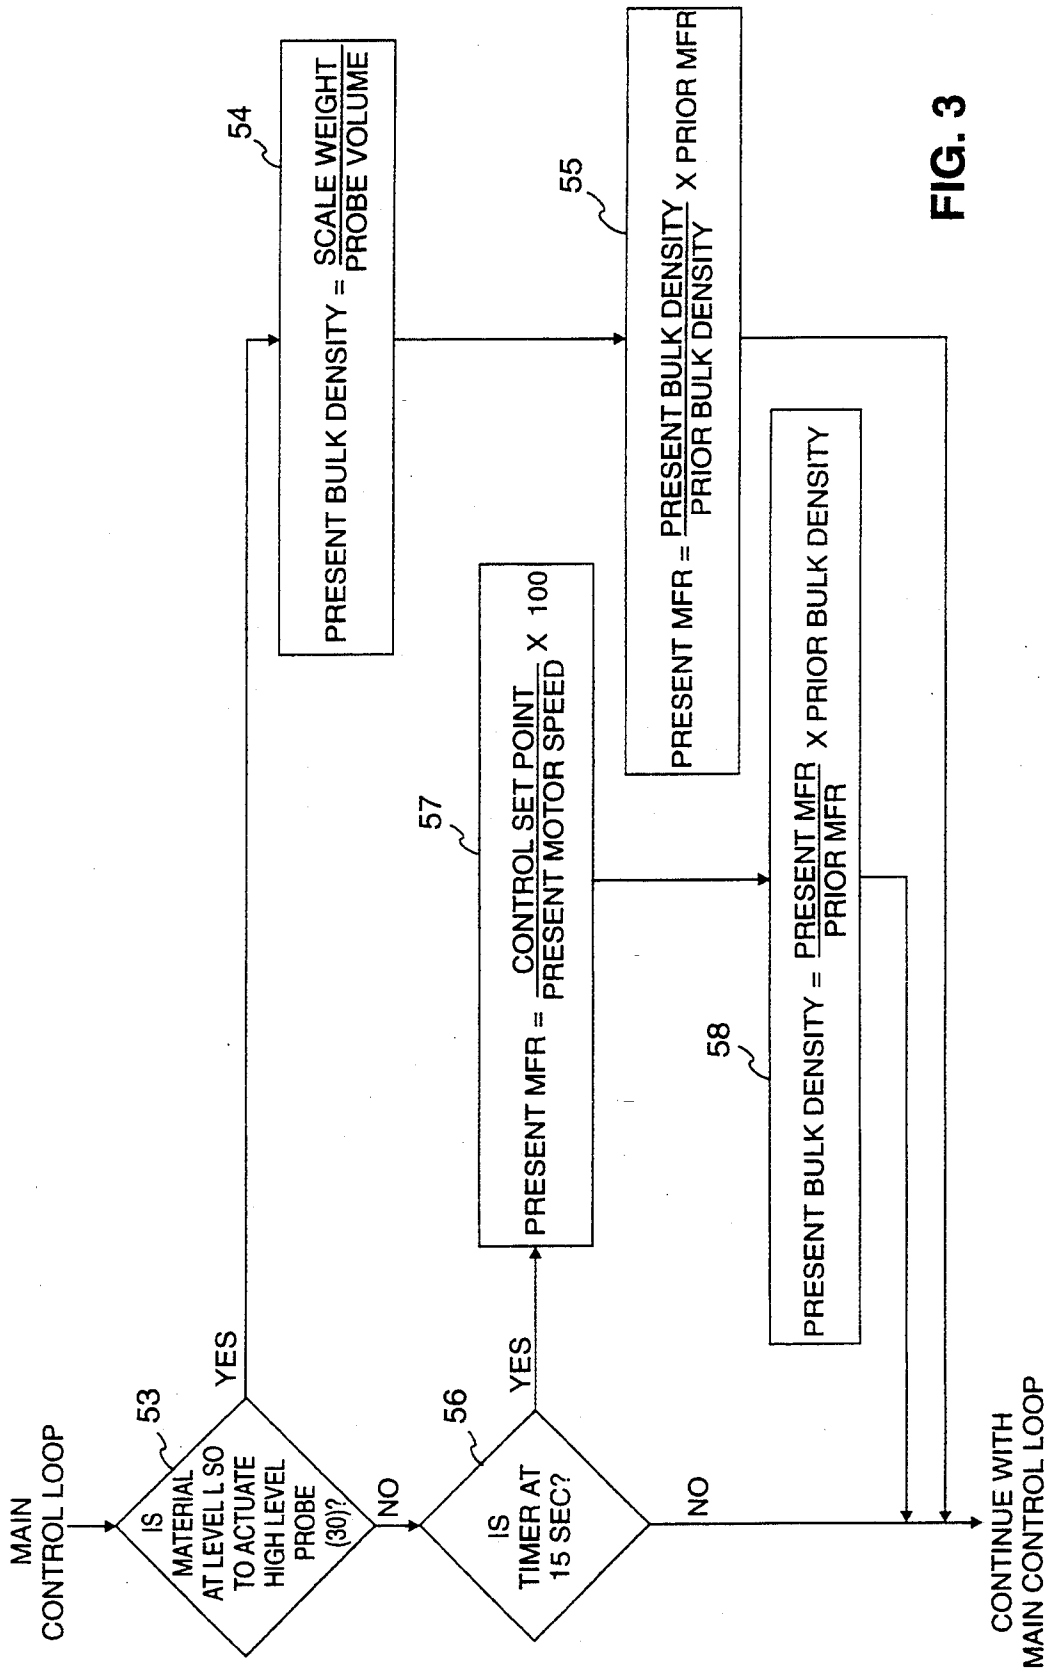 MAIN
CONTROL LOOP
53
IS
MATERIAL
AT LEVEL L SO
TO ACTUATE
HIGH LEVEL
PROBE
(30)?
YES
NO
54
PRESENT BULK DENSITY = SCALE WEIGHT
PROBE VOLUME
55
PRESENT MFR = PRESENT BULK DENSITY X PRIOR MFR
PRIOR BULK DENSITY
56
IS
TIMER AT
15 SEC?
YES
NO
57
PRESENT MFR = CONTROL SET POINT X 100
PRESENT MOTOR SPEED
58
PRESENT BULK DENSITY = PRESENT MFR X PRIOR BULK DENSITY
PRIOR MFR
CONTINUE WITH
MAIN CONTROL LOOP
FIG. 3